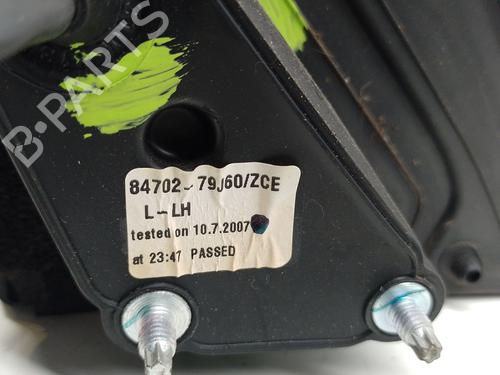 B-PARTS
84702-79J60/ZCE
L-LH
tested on 10.7.2007
at 23:47 PASSED